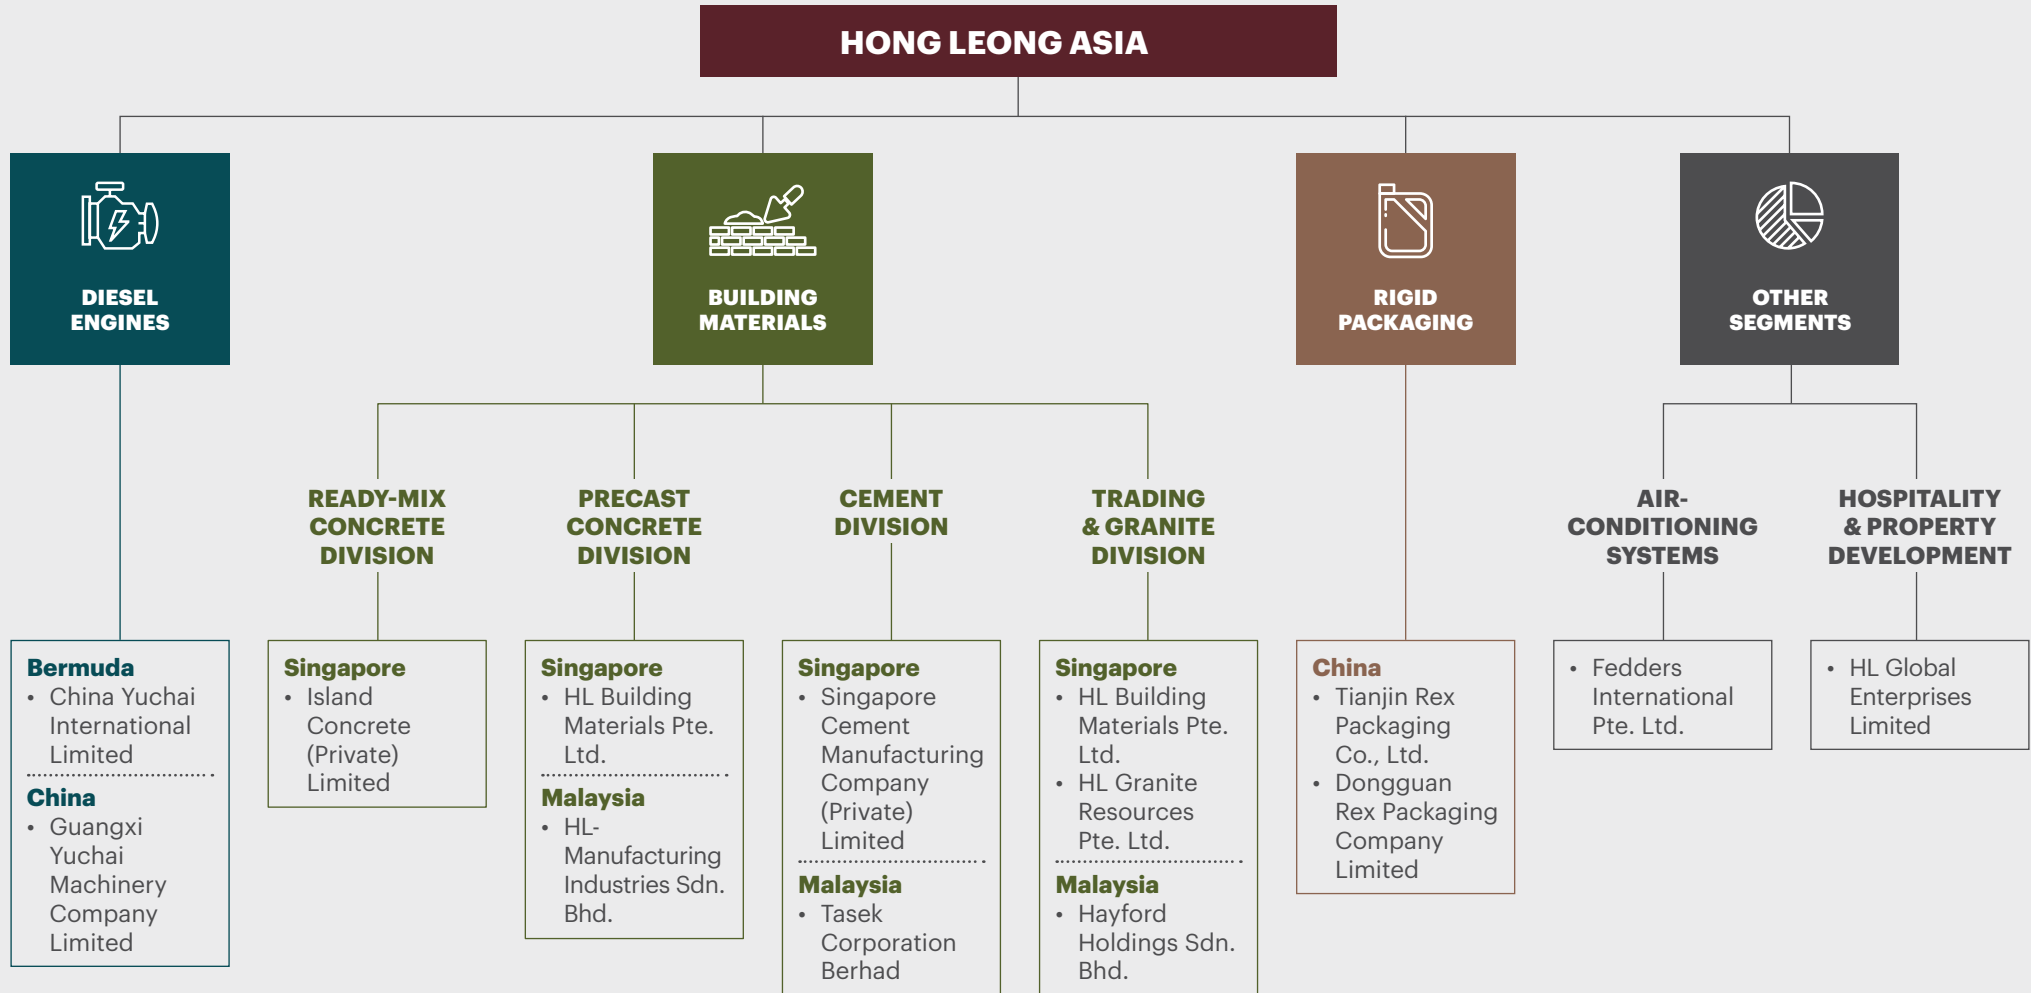 HONG LEONG ASIA
DIESEL
ENGINES
BUILDING
MATERIALS
RIGID
PACKAGING
OTHER
SEGMENTS
READY-MIX
CONCRETE
DIVISION
PRECAST
CONCRETE
DIVISION
CEMENT
DIVISION
TRADING
& GRANITE
DIVISION
AIR-
CONDITIONING
SYSTEMS
HOSPITALITY
& PROPERTY
DEVELOPMENT
Bermuda
• China Yuchai
International
Limited
China
• Guangxi
Yuchai
Machinery
Company
Limited
Singapore
• Island
Concrete
(Private)
Limited
Singapore
• HL Building
Materials Pte.
Ltd.
Malaysia
• HL-
Manufacturing
Industries Sdn.
Bhd.
Singapore
• Singapore
Cement
Manufacturing
Company
(Private)
Limited
Malaysia
• Tasek
Corporation
Berhad
Singapore
• HL Building
Materials Pte.
Ltd.
• HL Granite
Resources
Pte. Ltd.
Malaysia
• Hayford
Holdings Sdn.
Bhd.
China
• Tianjin Rex
Packaging
Co., Ltd.
• Dongguan
Rex Packaging
Company
Limited
• Fedders
International
Pte. Ltd.
• HL Global
Enterprises
Limited